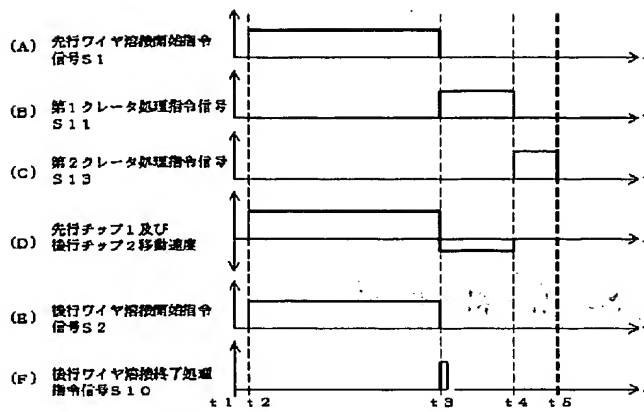 (A) 先行ワイヤ溶接開始指令
信号S1
t
(B) 第1クレータ処理指令信号
S11
t
(C) 第2クレータ処理指令信号
S13
t
(D) 先行チップ1及び
後行チップ2移動速度
t
(E) 後行ワイヤ溶接開始指令
信号S2
t
(F) 後行ワイヤ溶接終了処理
指令信号S10
t
t1 t2 t3 t4 t5